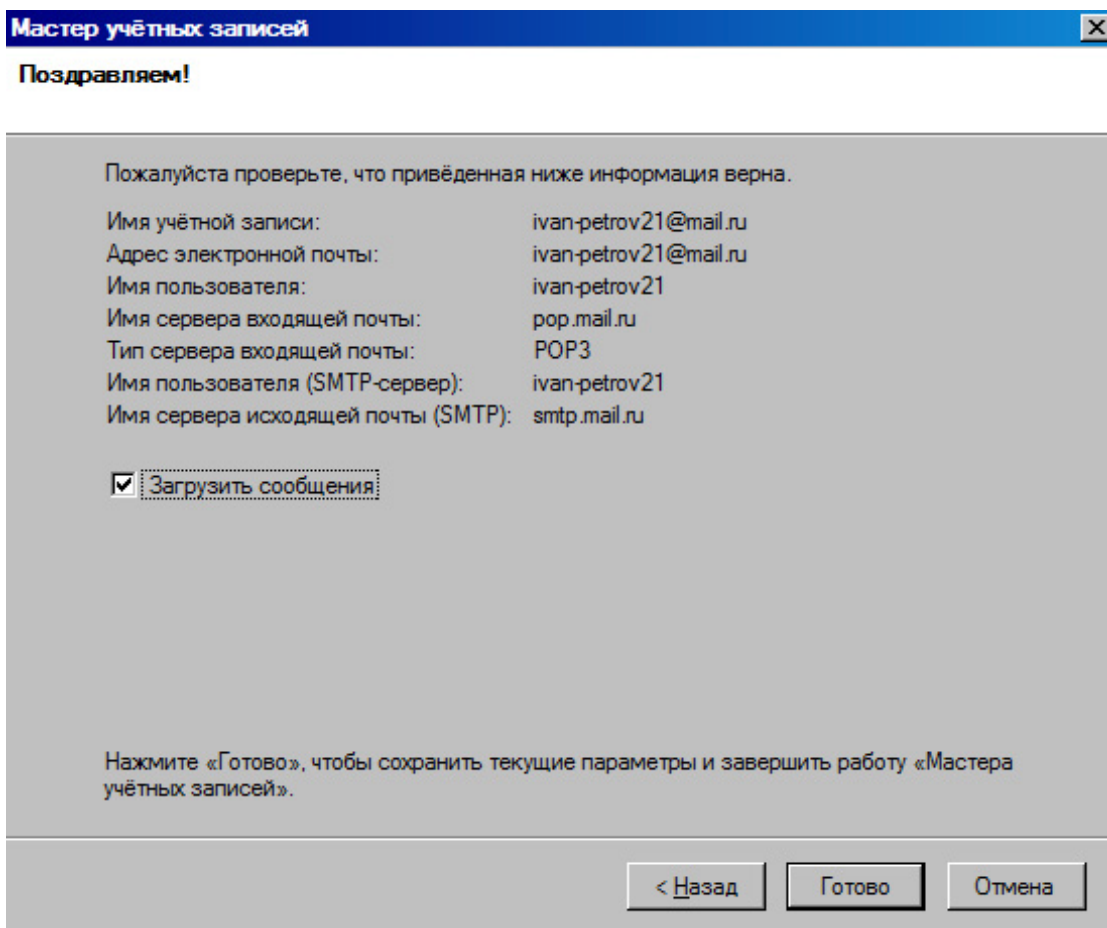 Мастер учётных записей
Поздравляем!
Пожалуйста проверьте, что привёденная ниже информация верна.
Имя учётной записи: ivan-petrov21@mail.ru
Адрес электронной почты: ivan-petrov21@mail.ru
Имя пользователя: ivan-petrov21
Имя сервера входящей почты: pop.mail.ru
Тип сервера входящей почты: POP3
Имя пользователя (SMTP-сервер): ivan-petrov21
Имя сервера исходящей почты (SMTP): smtp.mail.ru
Загрузить сообщения
Нажмите «Готово», чтобы сохранить текущие параметры и завершить работу «Мастера
учётных записей».
< Назад Готово Отмена